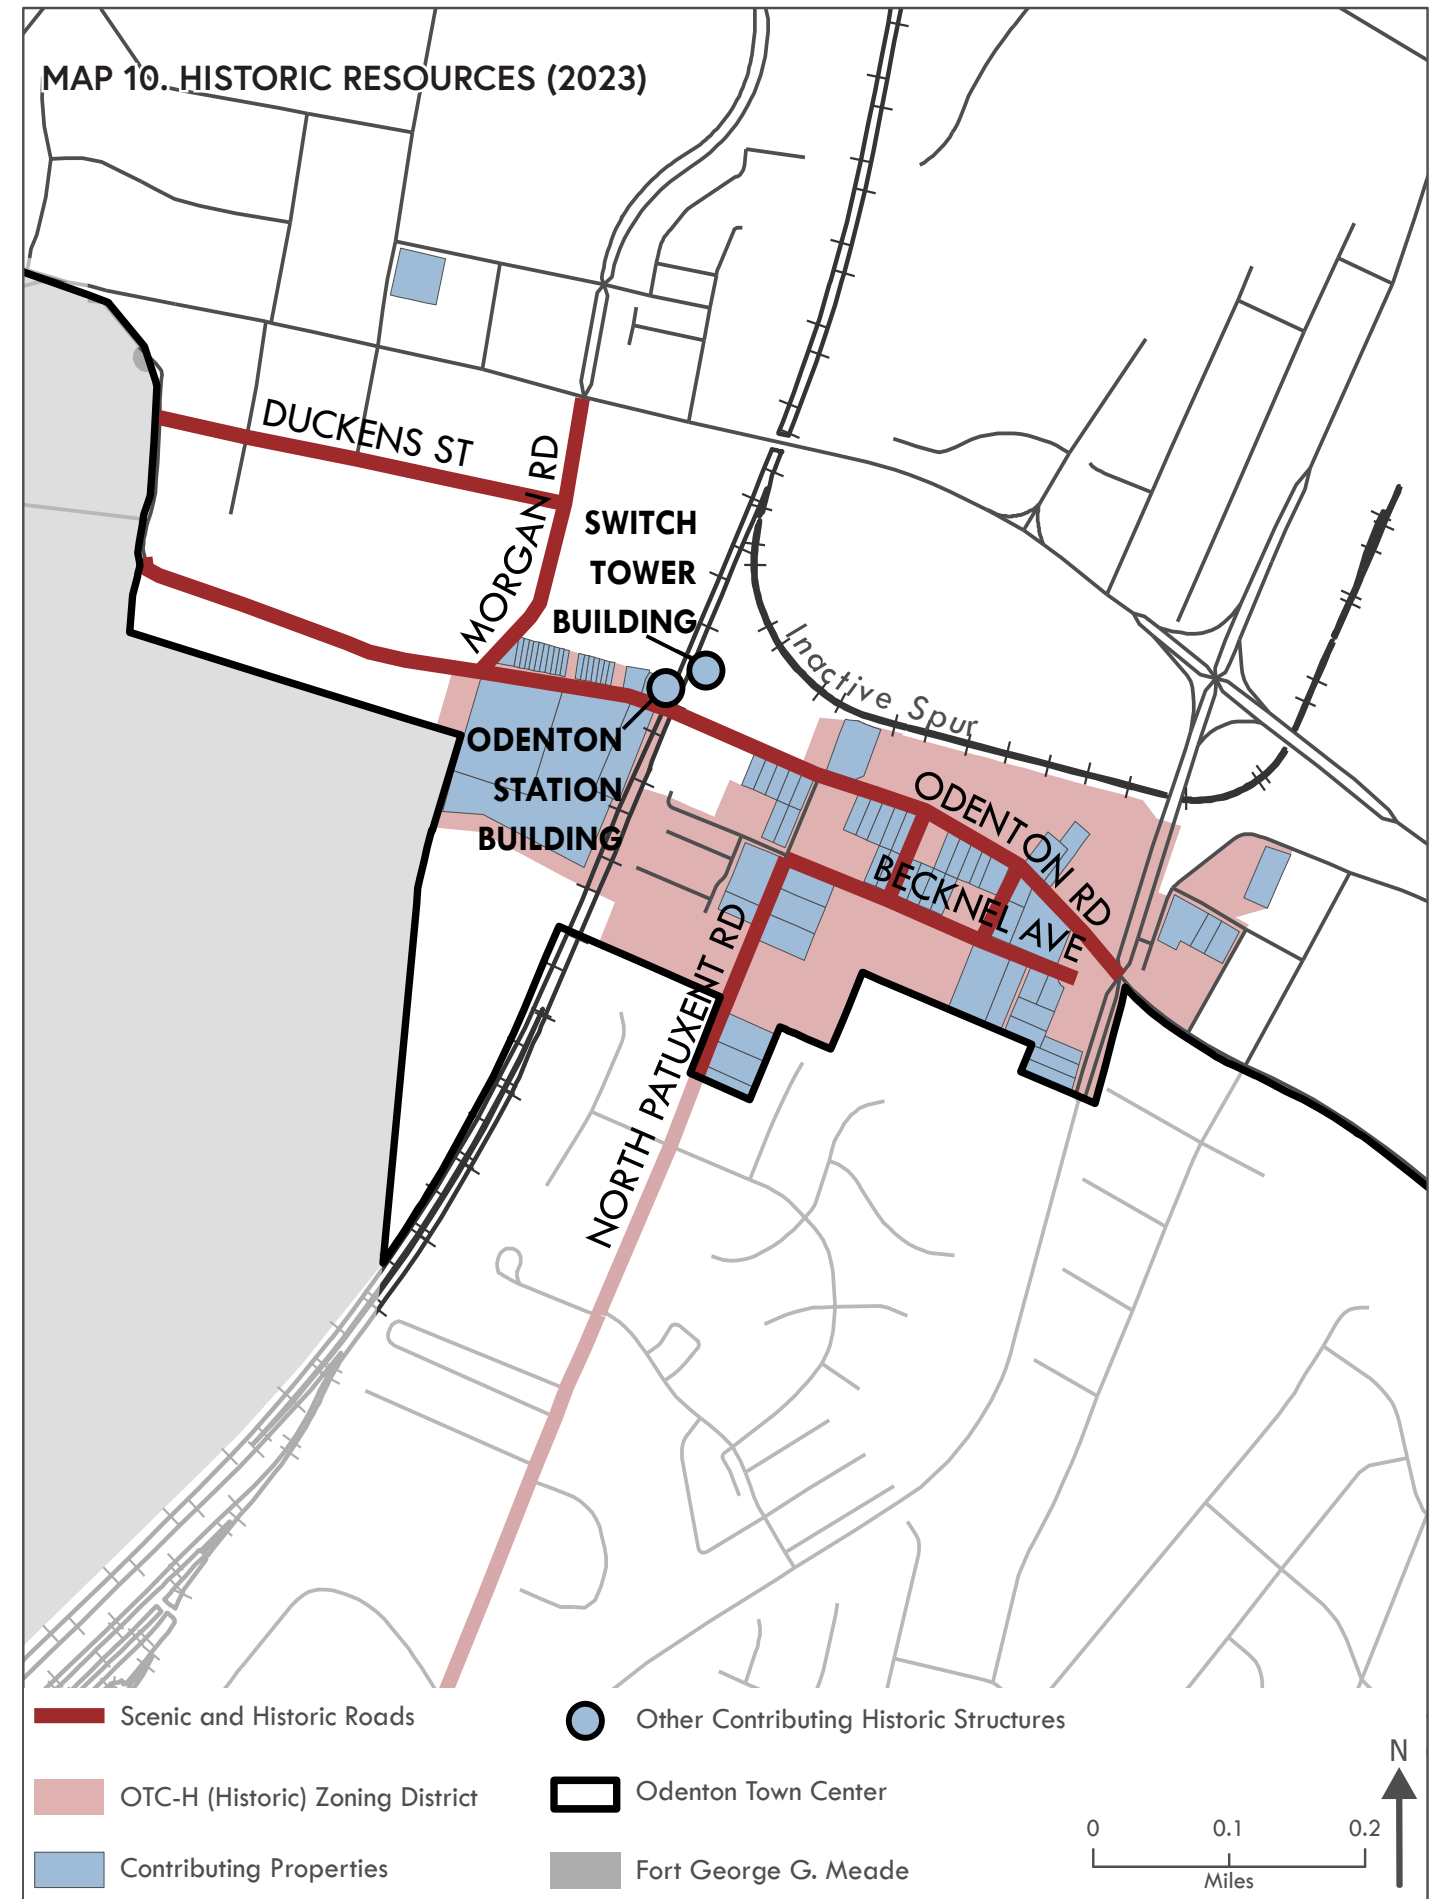 MAP 10. HISTORIC RESOURCES (2023)
DUCKENS ST
MORGAN RD
SWITCH
TOWER
BUILDING
Inactive Spur
ODENTON
STATION
BUILDING
ODENTON RD
BECKNEL AVE
NORTH PATUXENT RD
Scenic and Historic Roads
OTC-H (Historic) Zoning District
Contributing Properties
Other Contributing Historic Structures
Odenton Town Center
Fort George G. Meade
N
0 0.1 0.2
Miles